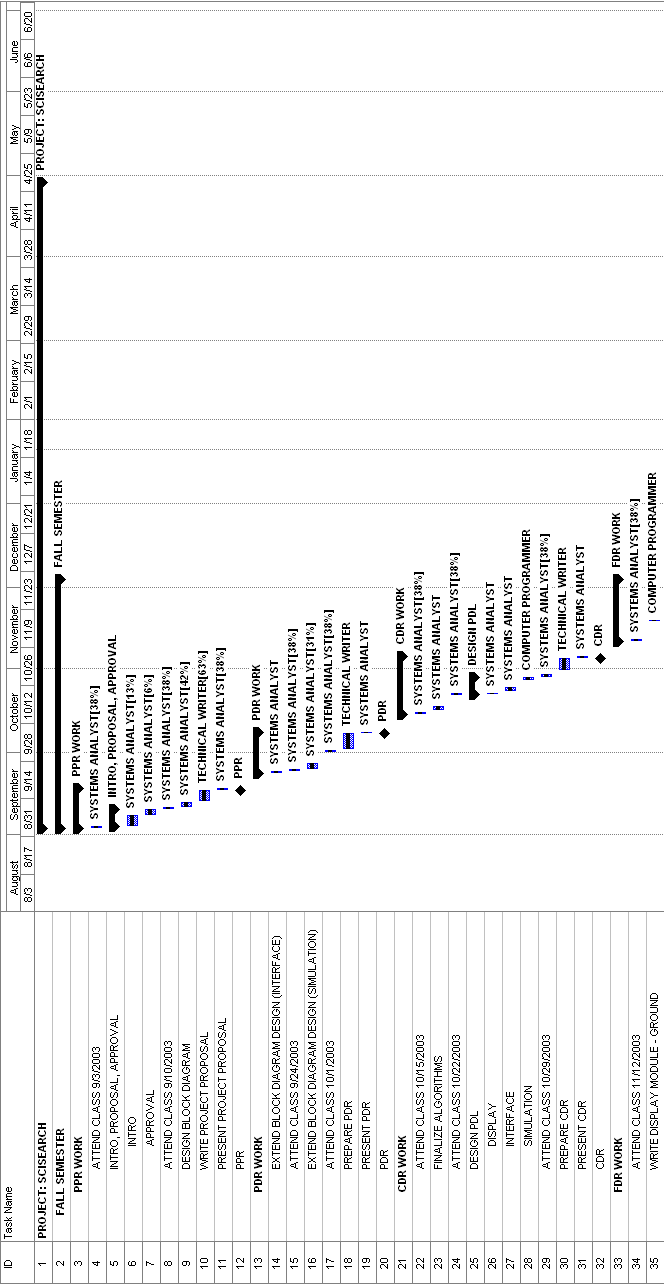 ID Task Name August September October November December January February March April May June
8/3 8/17 8/31 9/14 9/28 10/12 10/26 11/9 11/23 12/7 12/21 1/4 1/18 2/1 2/15 2/29 3/14 3/28 4/11 4/25 5/9 5/23 6/6 6/20
1 PROJECT: SCISEARCH PROJECT: SCISEARCH
2 FALL SEMESTER FALL SEMESTER
3 PPR WORK PPR WORK
4 ATTEND CLASS 9/3/2003 SYSTEMS ANALYST[38%]
5 INTRO, PROPOSAL, APPROVAL INTRO, PROPOSAL, APPROVAL
6 INTRO SYSTEMS ANALYST[13%]
7 APPROVAL SYSTEMS ANALYST[6%]
8 ATTEND CLASS 9/10/2003 SYSTEMS ANALYST[38%]
9 DESIGN BLOCK DIAGRAM SYSTEMS ANALYST[42%]
10 WRITE PROJECT PROPOSAL TECHNICAL WRITER[63%]
11 PRESENT PROJECT PROPOSAL SYSTEMS ANALYST[38%]
12 PPR PPR
13 PDR WORK PDR WORK
14 EXTEND BLOCK DIAGRAM DESIGN (INTERFACE) SYSTEMS ANALYST
15 ATTEND CLASS 9/24/2003 SYSTEMS ANALYST[38%]
16 EXTEND BLOCK DIAGRAM DESIGN (SIMULATION) SYSTEMS ANALYST[31%]
17 ATTEND CLASS 10/1/2003 SYSTEMS ANALYST[38%]
18 PREPARE PDR TECHNICAL WRITER
19 PRESENT PDR SYSTEMS ANALYST
20 PDR PDR
21 CDR WORK CDR WORK
22 ATTEND CLASS 10/15/2003 SYSTEMS ANALYST[38%]
23 FINALIZE ALGORITHMS SYSTEMS ANALYST
24 ATTEND CLASS 10/22/2003 SYSTEMS ANALYST[38%]
25 DESIGN PDL DESIGN PDL
26 DISPLAY SYSTEMS ANALYST
27 INTERFACE SYSTEMS ANALYST
28 SIMULATION COMPUTER PROGRAMMER
29 ATTEND CLASS 10/29/2003 SYSTEMS ANALYST[38%]
30 PREPARE CDR TECHNICAL WRITER
31 PRESENT CDR SYSTEMS ANALYST
32 CDR CDR
33 FDR WORK FDR WORK
34 ATTEND CLASS 11/12/2003 SYSTEMS ANALYST[38%]
35 WRITE DISPLAY MODULE - GROUND COMPUTER PROGRAMMER